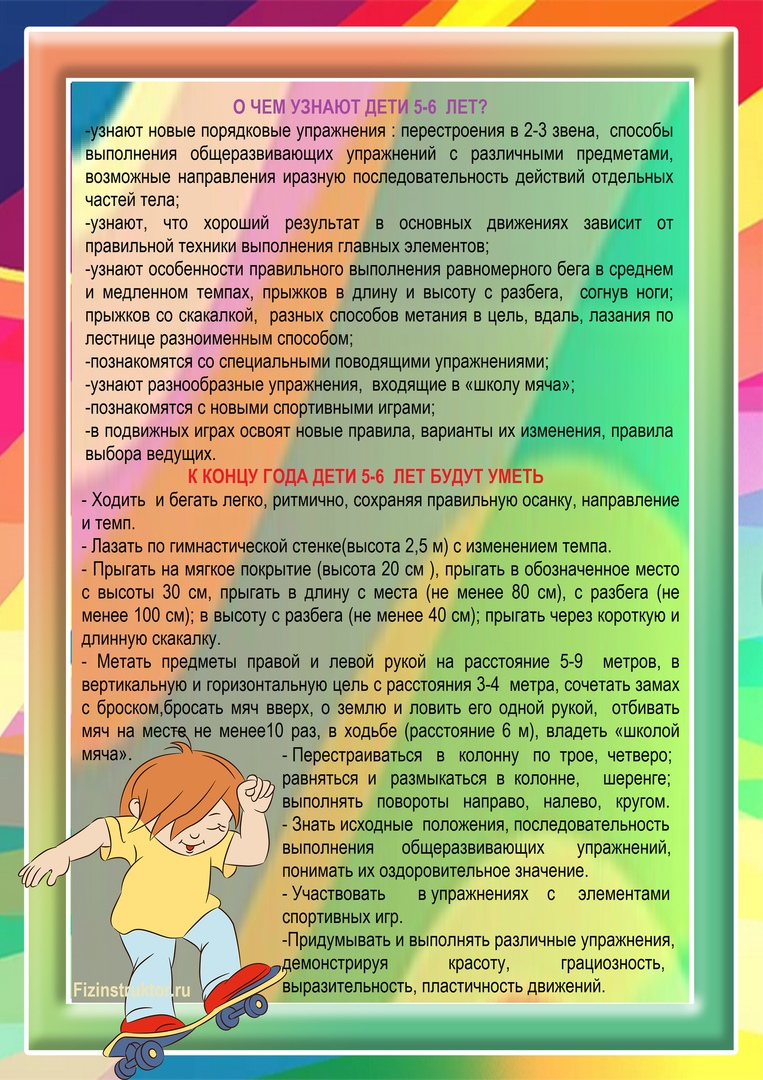 О ЧЕМ УЗНАЮТ ДЕТИ 5-6 ЛЕТ?
-узнают новые порядковые упражнения : перестроения в 2-3 звена, способы
выполнения общеразвивающих упражнений с различными предметами,
возможные направления иразную последовательность действий отдельных
частей тела;
-узнают, что хороший результат в основных движениях зависит от
правильной техники выполнения главных элементов;
-узнают особенности правильного выполнения равномерного бега в среднем
и медленном темпах, прыжков в длину и высоту с разбега, согнув ноги;
прыжков со скакалкой, разных способов метания в цель, вдаль, лазания по
лестнице разноименным способом;
-познакомятся со специальными поводящими упражнениями;
-узнают разнообразные упражнения, входящие в «школу мяча»;
-познакомятся с новыми спортивными играми;
-в подвижных играх освоят новые правила, варианты их изменения, правила
выбора ведущих.
К КОНЦУ ГОДА ДЕТИ 5-6 ЛЕТ БУДУТ УМЕТЬ
- Ходить и бегать легко, ритмично, сохраняя правильную осанку, направление
и темп.
- Лазать по гимнастической стенке(высота 2,5 м) с изменением темпа.
- Прыгать на мягкое покрытие (высота 20 см ), прыгать в обозначенное место
с высоты 30 см, прыгать в длину с места (не менее 80 см), с разбега (не
менее 100 см); в высоту с разбега (не менее 40 см); прыгать через короткую и
длинную скакалку.
- Метать предметы правой и левой рукой на расстояние 5-9 метров, в
вертикальную и горизонтальную цель с расстояния 3-4 метра, сочетать замах
с броском,бросать мяч вверх, о землю и ловить его одной рукой, отбивать
мяч на месте не менее10 раз, в ходьбе (расстояние 6 м), владеть «школой
мяча».
- Перестраиваться в колонну по трое, четверо;
равняться и размыкаться в колонне, шеренге;
выполнять повороты направо, налево, кругом.
- Знать исходные положения, последовательность
выполнения общеразвивающих упражнений,
понимать их оздоровительное значение.
- Участвовать в упражнениях с элементами
спортивных игр.
-Придумывать и выполнять различные упражнения,
демонстрируя красоту, грациозность,
выразительность, пластичность движений.
Fizinstruktor.ru